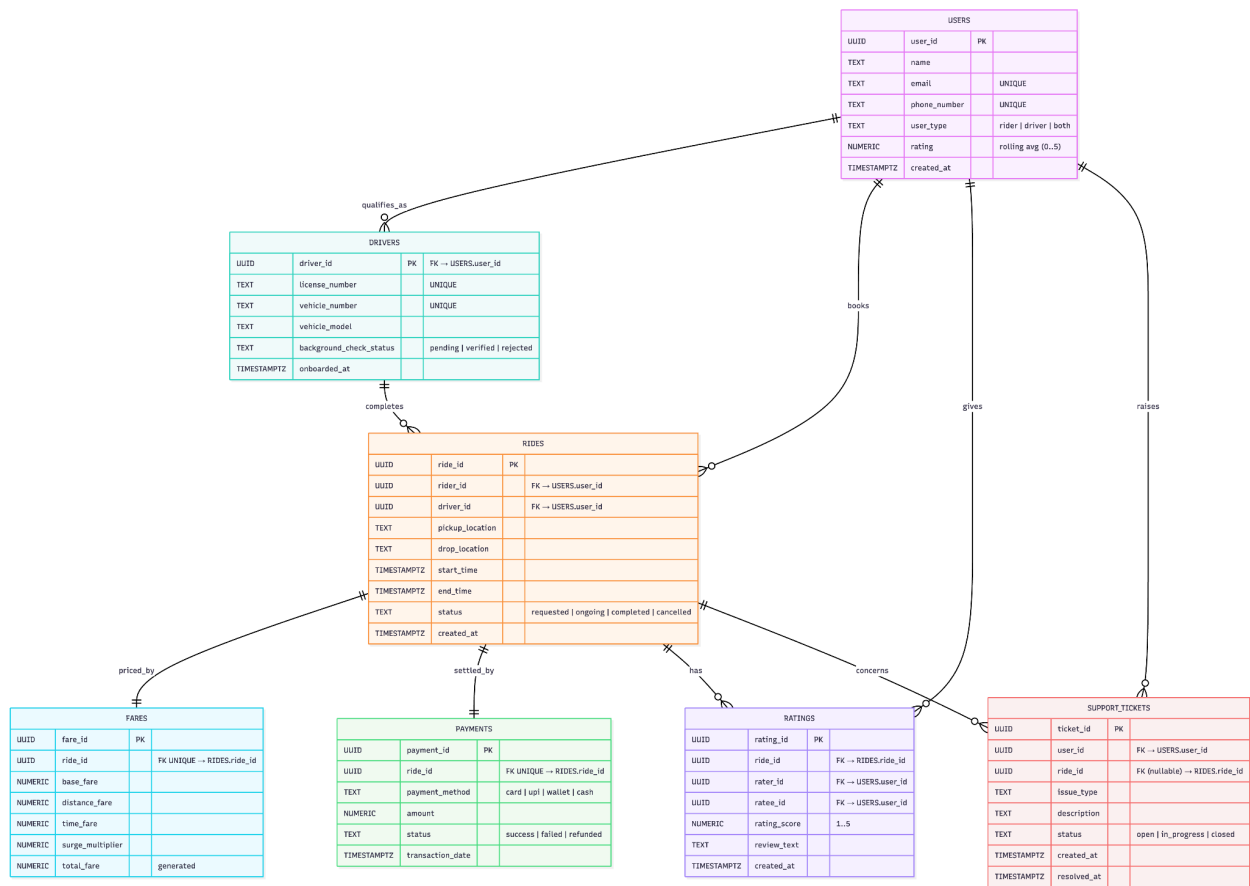 USERS
UUID user_id PK
TEXT name
TEXT email UNIQUE
TEXT phone_number UNIQUE
TEXT user_type rider | driver | both
NUMERIC rating rolling avg (0..5)
TIMESTAMPTZ created_at
qualifies_as
DRIVERS
UUID driver_id PK FK → USERS.user_id
TEXT license_number UNIQUE
TEXT vehicle_number UNIQUE
TEXT vehicle_model
TEXT background_check_status pending | verified | rejected
TIMESTAMPTZ onboarded_at
books
completes
gives
raises
RIDES
UUID ride_id PK
UUID rider_id FK → USERS.user_id
UUID driver_id FK → USERS.user_id
TEXT pickup_location
TEXT drop_location
TIMESTAMPTZ start_time
TIMESTAMPTZ end_time
TEXT status requested | ongoing | completed | cancelled
TIMESTAMPTZ created_at
priced_by
settled_by
has
concerns
FARES
UUID fare_id PK
UUID ride_id FK UNIQUE → RIDES.ride_id
NUMERIC base_fare
NUMERIC distance_fare
NUMERIC time_fare
NUMERIC surge_multiplier
NUMERIC total_fare generated
PAYMENTS
UUID payment_id PK
UUID ride_id FK UNIQUE → RIDES.ride_id
TEXT payment_method card | upi | wallet | cash
NUMERIC amount
TEXT status success | failed | refunded
TIMESTAMPTZ transaction_date
RATINGS
UUID rating_id PK
UUID ride_id FK → RIDES.ride_id
UUID rater_id FK → USERS.user_id
UUID ratee_id FK → USERS.user_id
NUMERIC rating_score 1..5
TEXT review_text
TIMESTAMPTZ created_at
SUPPORT_TICKETS
UUID ticket_id PK
UUID user_id FK → USERS.user_id
UUID ride_id FK (nullable) → RIDES.ride_id
TEXT issue_type
TEXT description
TEXT status open | in_progress | closed
TIMESTAMPTZ created_at
TIMESTAMPTZ resolved_at